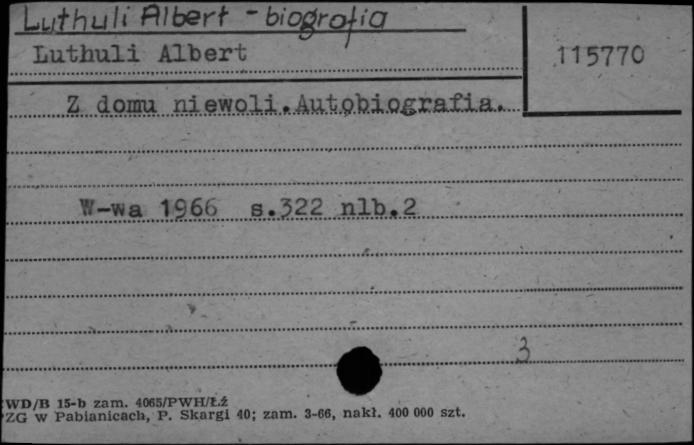 Luthuli Albert - biografia
Luthuli Albert
115770
Z domu niewoli. Autobiografia.
W-wa 1966 s.322 nlb.2
3
WD/B 15-b zam. 4065/PWH/Łź
ZG w Pabianicach, P. Skargi 40; zam. 3-66, nakł. 400 000 szt.